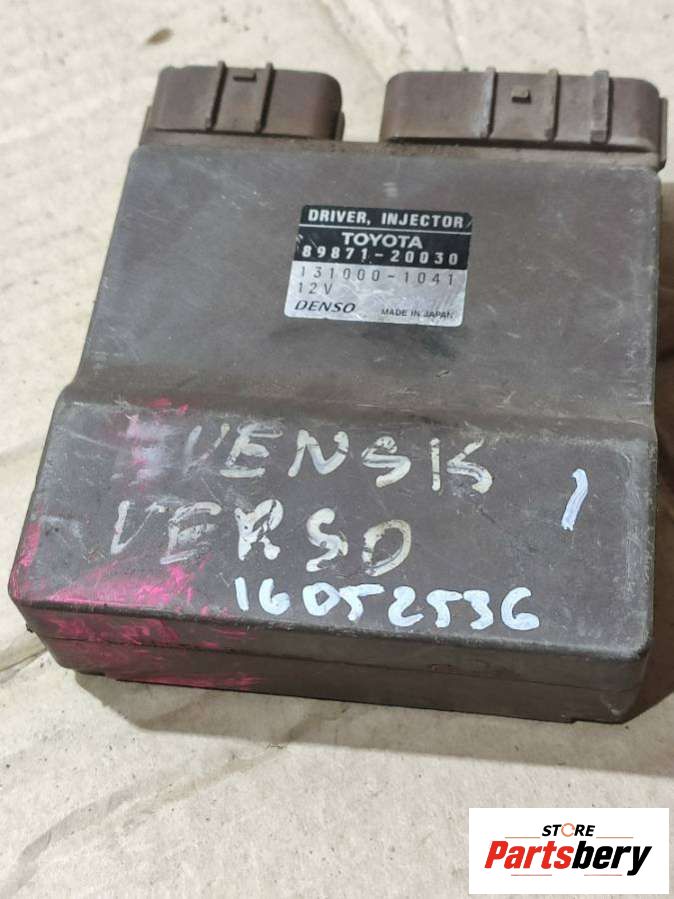 DRIVER, INJECTOR
TOYOTA
89871-20030
131000-1041
12V
DENSO MADE IN JAPAN
VENSIS
VERSO
1
16052536
STORE
Partsbery